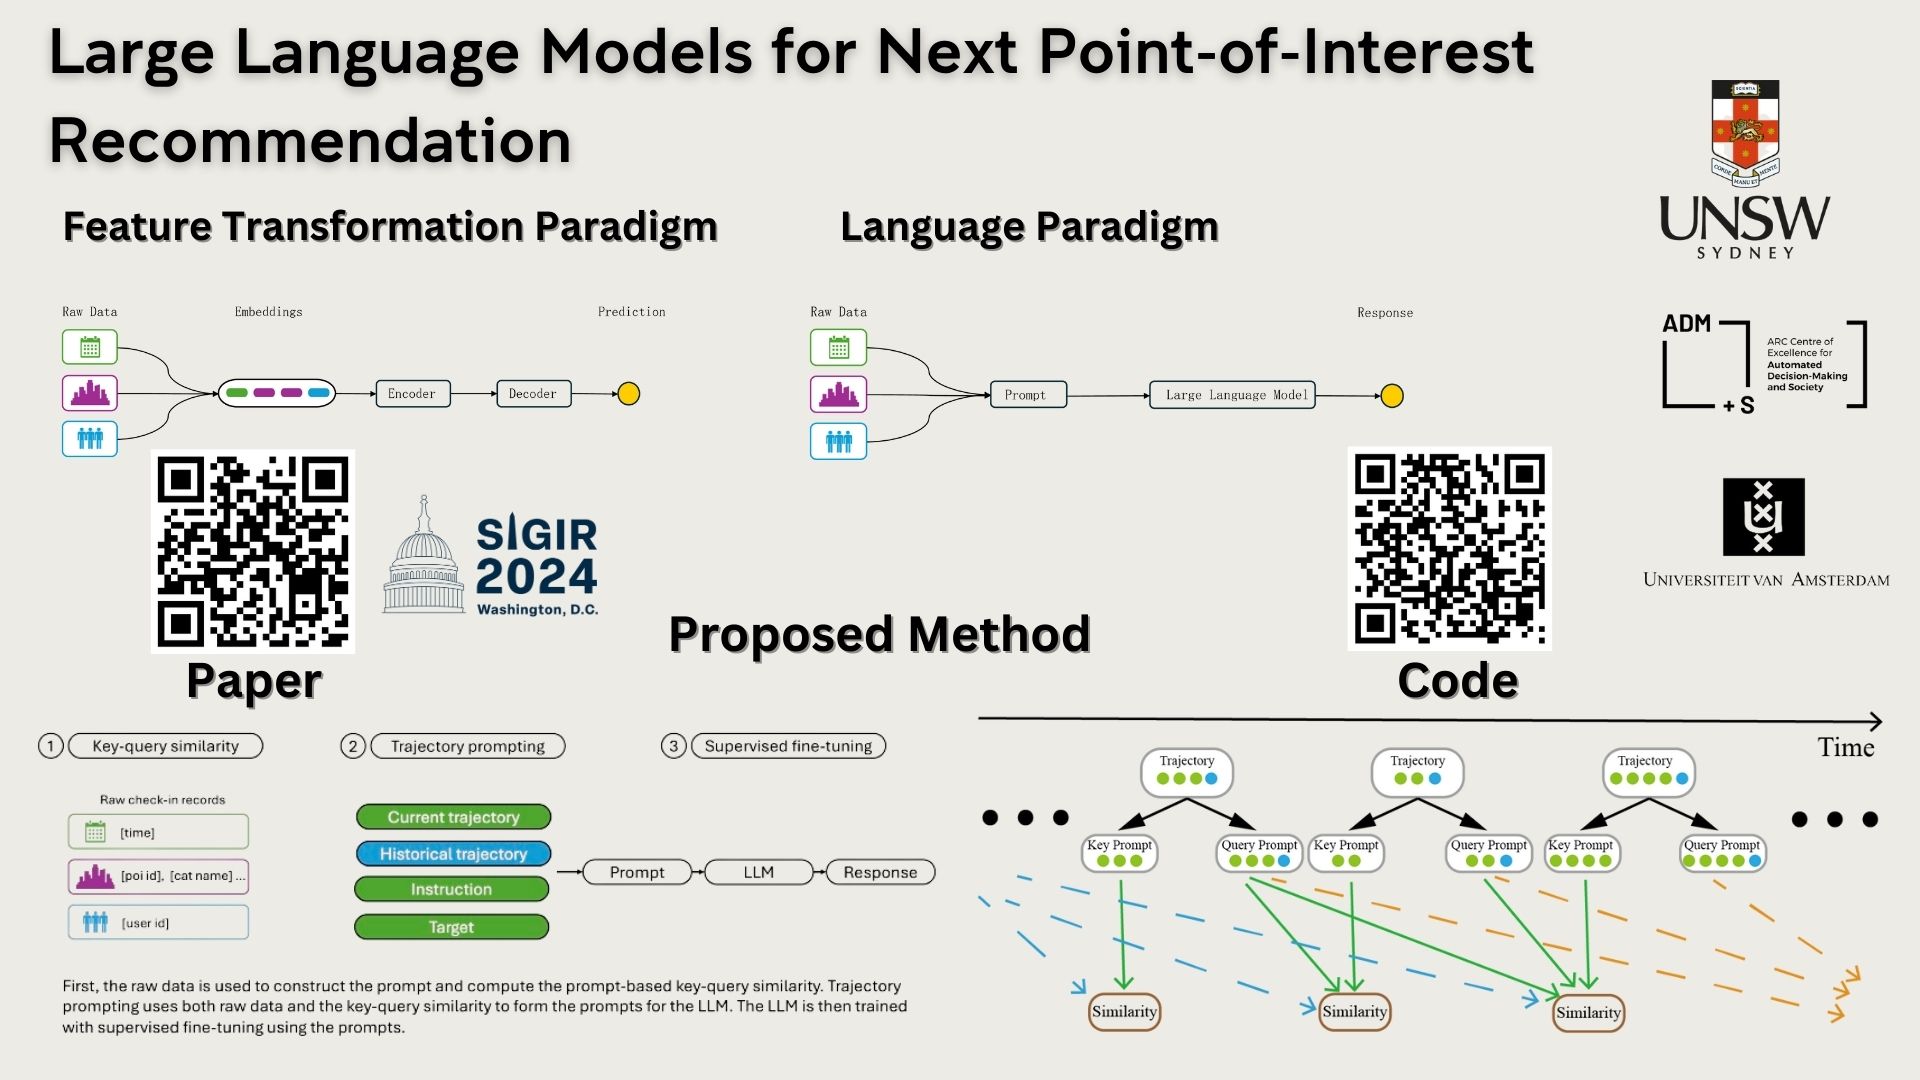 Large Language Models for Next Point-of-Interest
Recommendation
SCIENTIA
CORDE
MANU ET
MENTE
UNSW
SYDNEY
Feature Transformation Paradigm
Language Paradigm
Raw Data
Embeddings
Prediction
Encoder
Decoder
Raw Data
Response
Prompt
Large Language Model
ADM
+ S
ARC Centre of
Excellence for
Automated
Decision-Making
and Society
SIGIR
2024
Washington, D.C.
UNIVERSITEIT VAN AMSTERDAM
Proposed Method
Paper
Code
1 Key-query similarity
2 Trajectory prompting
3 Supervised fine-tuning
Raw check-in records
[time]
[poi id], [cat name] ...
[user id]
Current trajectory
Historical trajectory
Instruction
Target
Prompt
LLM
Response
First, the raw data is used to construct the prompt and compute the prompt-based key-query similarity. Trajectory
prompting uses both raw data and the key-query similarity to form the prompts for the LLM. The LLM is then trained
with supervised fine-tuning using the prompts.
Time
Trajectory
Trajectory
Trajectory
Key Prompt
Query Prompt
Key Prompt
Query Prompt
Key Prompt
Query Prompt
Similarity
Similarity
Similarity